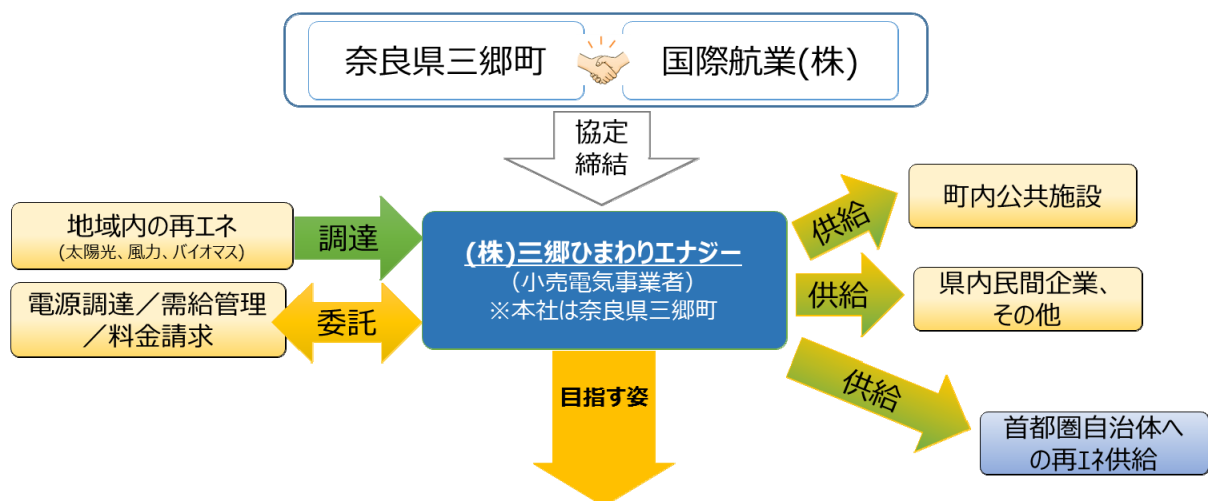 奈良県三郷町
国際航業(株)
協定
締結
地域内の再エネ
(太陽光、風力、バイオマス)
調達
電源調達／需給管理
／料金請求
委託
(株)三郷ひまわりエナジー
（小売電気事業者）
※本社は奈良県三郷町
供給
町内公共施設
供給
県内民間企業、
その他
供給
首都圏自治体へ
の再ｴﾈ供給
目指す姿